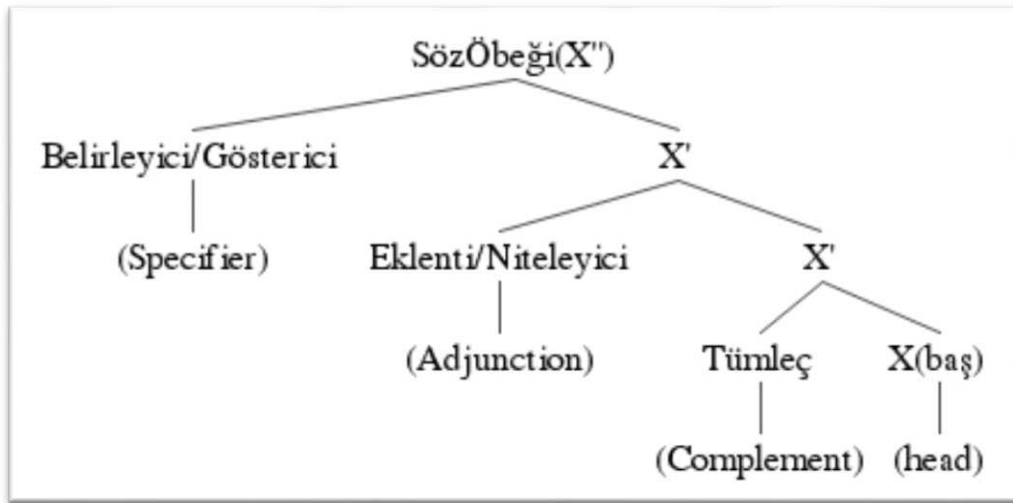 SözÖbeği(X")
Belirleyici/Gösterici X'
(Specifier) Eklenti/Niteleyici X'
(Adjunction) Tümleç X(baş)
(Complement) (head)